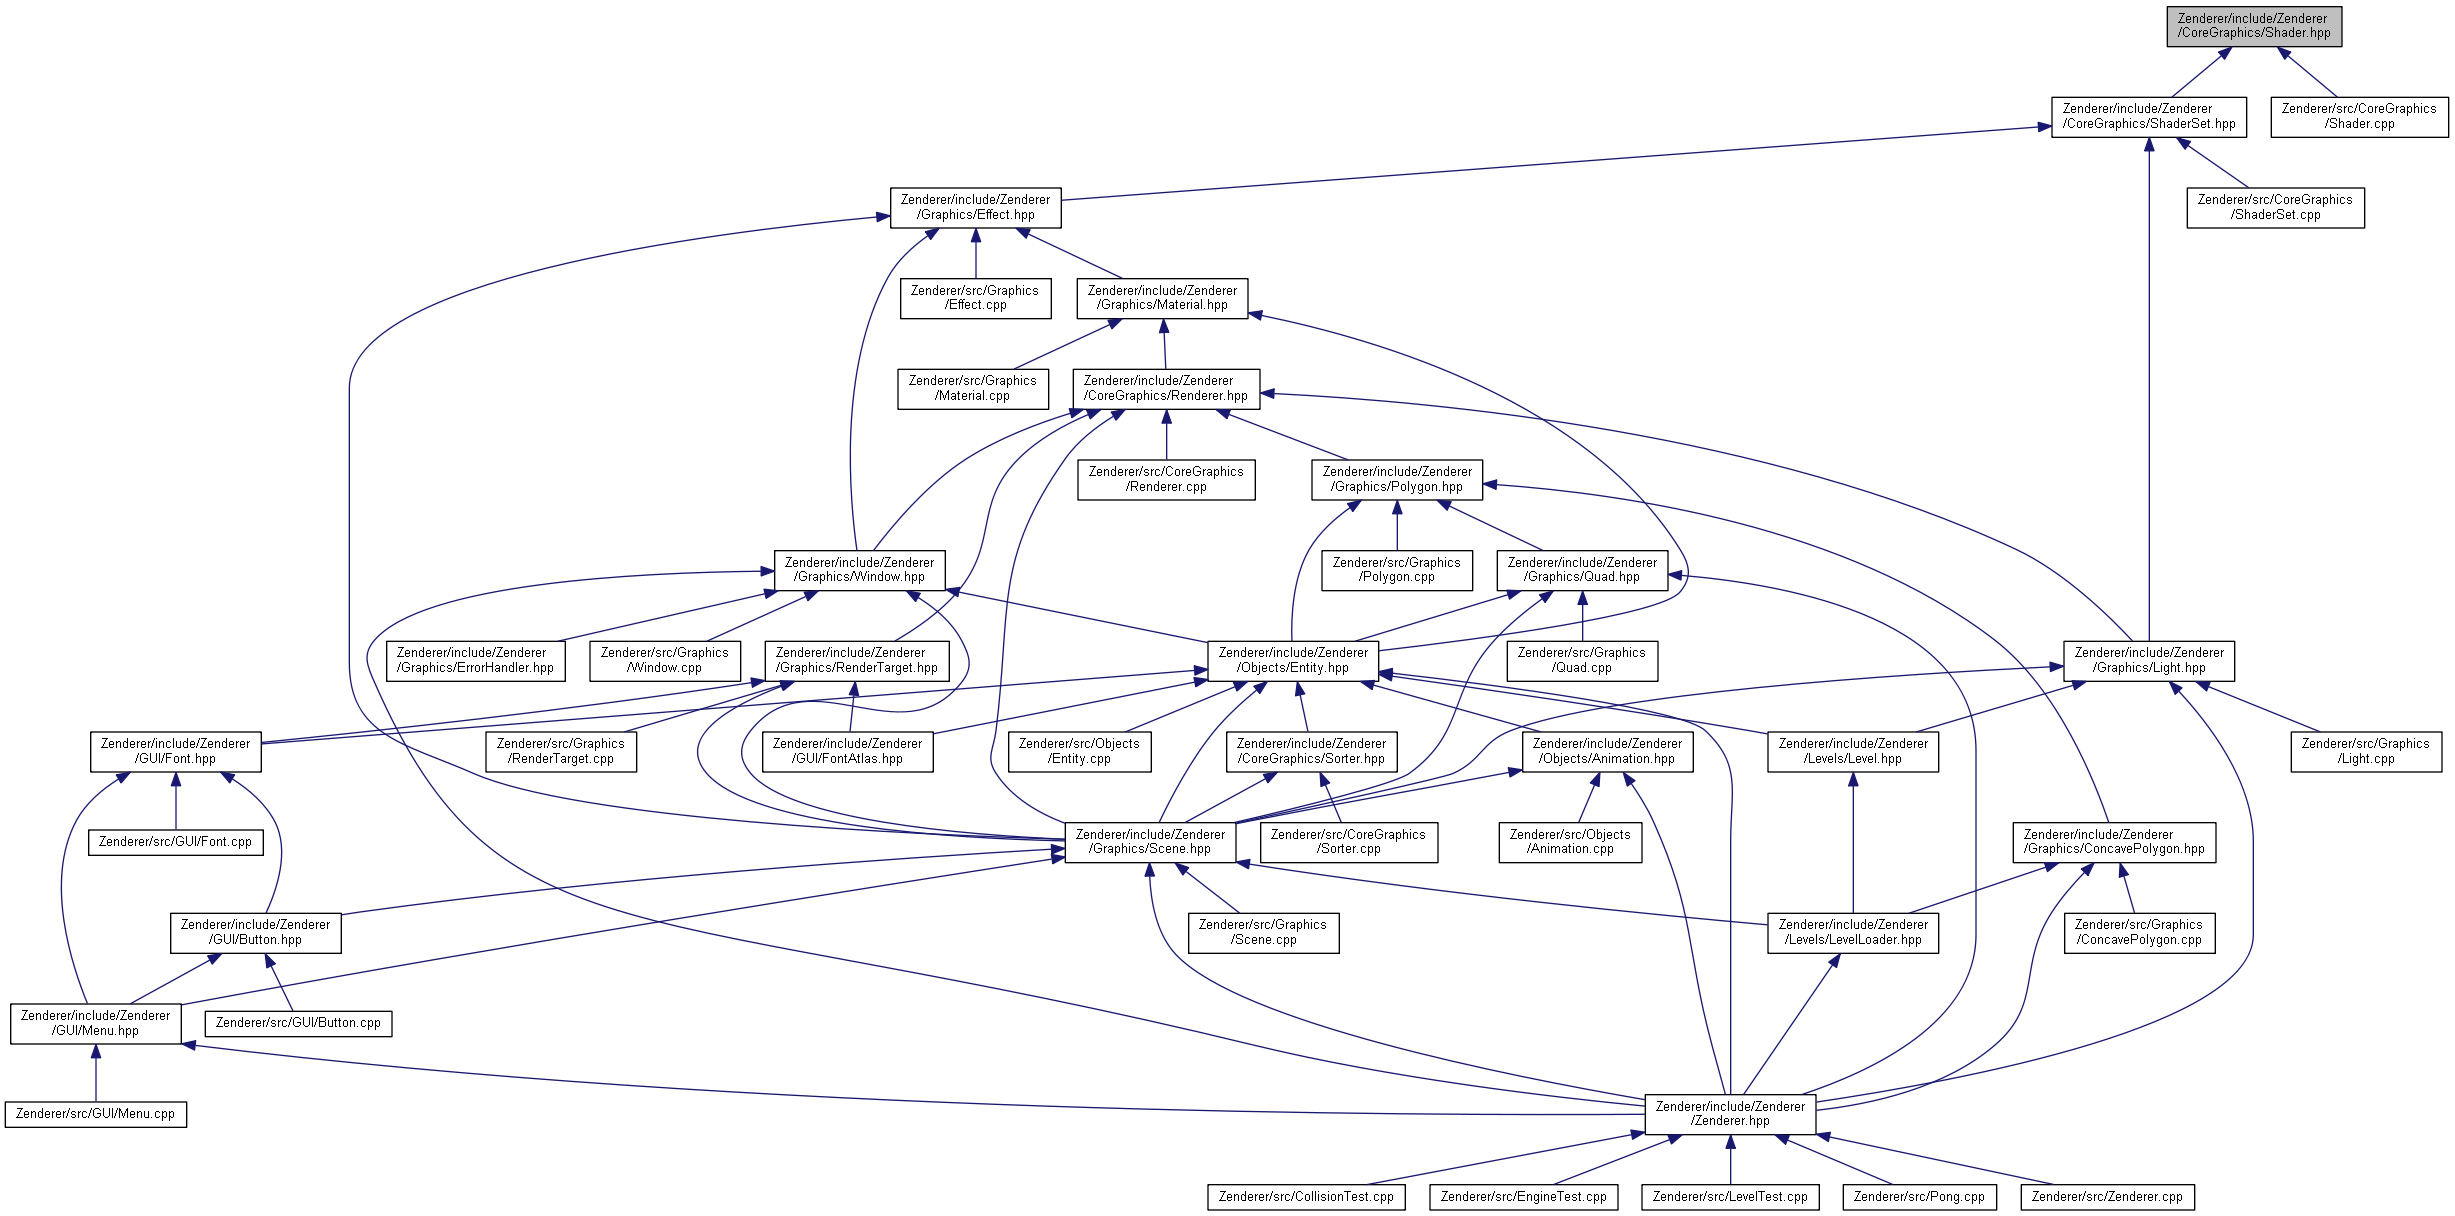 Zenderer/include/Zenderer
/CoreGraphics/Shader.hpp
Zenderer/include/Zenderer
/CoreGraphics/ShaderSet.hpp
Zenderer/src/CoreGraphics
/Shader.cpp
Zenderer/include/Zenderer
/Graphics/Effect.hpp
Zenderer/src/CoreGraphics
/ShaderSet.cpp
Zenderer/src/Graphics
/Effect.cpp
Zenderer/include/Zenderer
/Graphics/Material.hpp
Zenderer/src/Graphics
/Material.cpp
Zenderer/include/Zenderer
/CoreGraphics/Renderer.hpp
Zenderer/src/CoreGraphics
/Renderer.cpp
Zenderer/include/Zenderer
/Graphics/Polygon.hpp
Zenderer/include/Zenderer
/Graphics/Window.hpp
Zenderer/src/Graphics
/Polygon.cpp
Zenderer/include/Zenderer
/Graphics/Quad.hpp
Zenderer/include/Zenderer
/Graphics/ErrorHandler.hpp
Zenderer/src/Graphics
/Window.cpp
Zenderer/include/Zenderer
/Graphics/RenderTarget.hpp
Zenderer/include/Zenderer
/Objects/Entity.hpp
Zenderer/src/Graphics
/Quad.cpp
Zenderer/include/Zenderer
/Graphics/Light.hpp
Zenderer/include/Zenderer
/GUI/Font.hpp
Zenderer/src/Graphics
/RenderTarget.cpp
Zenderer/include/Zenderer
/GUI/FontAtlas.hpp
Zenderer/src/Objects
/Entity.cpp
Zenderer/include/Zenderer
/CoreGraphics/Sorter.hpp
Zenderer/include/Zenderer
/Objects/Animation.hpp
Zenderer/include/Zenderer
/Levels/Level.hpp
Zenderer/src/Graphics
/Light.cpp
Zenderer/src/GUI/Font.cpp
Zenderer/include/Zenderer
/Graphics/Scene.hpp
Zenderer/src/CoreGraphics
/Sorter.cpp
Zenderer/src/Objects
/Animation.cpp
Zenderer/include/Zenderer
/Graphics/ConcavePolygon.hpp
Zenderer/include/Zenderer
/GUI/Button.hpp
Zenderer/src/Graphics
/Scene.cpp
Zenderer/include/Zenderer
/Levels/LevelLoader.hpp
Zenderer/src/Graphics
/ConcavePolygon.cpp
Zenderer/include/Zenderer
/GUI/Menu.hpp
Zenderer/src/GUI/Button.cpp
Zenderer/src/GUI/Menu.cpp
Zenderer/include/Zenderer
/Zenderer.hpp
Zenderer/src/CollisionTest.cpp
Zenderer/src/EngineTest.cpp
Zenderer/src/LevelTest.cpp
Zenderer/src/Pong.cpp
Zenderer/src/Zenderer.cpp